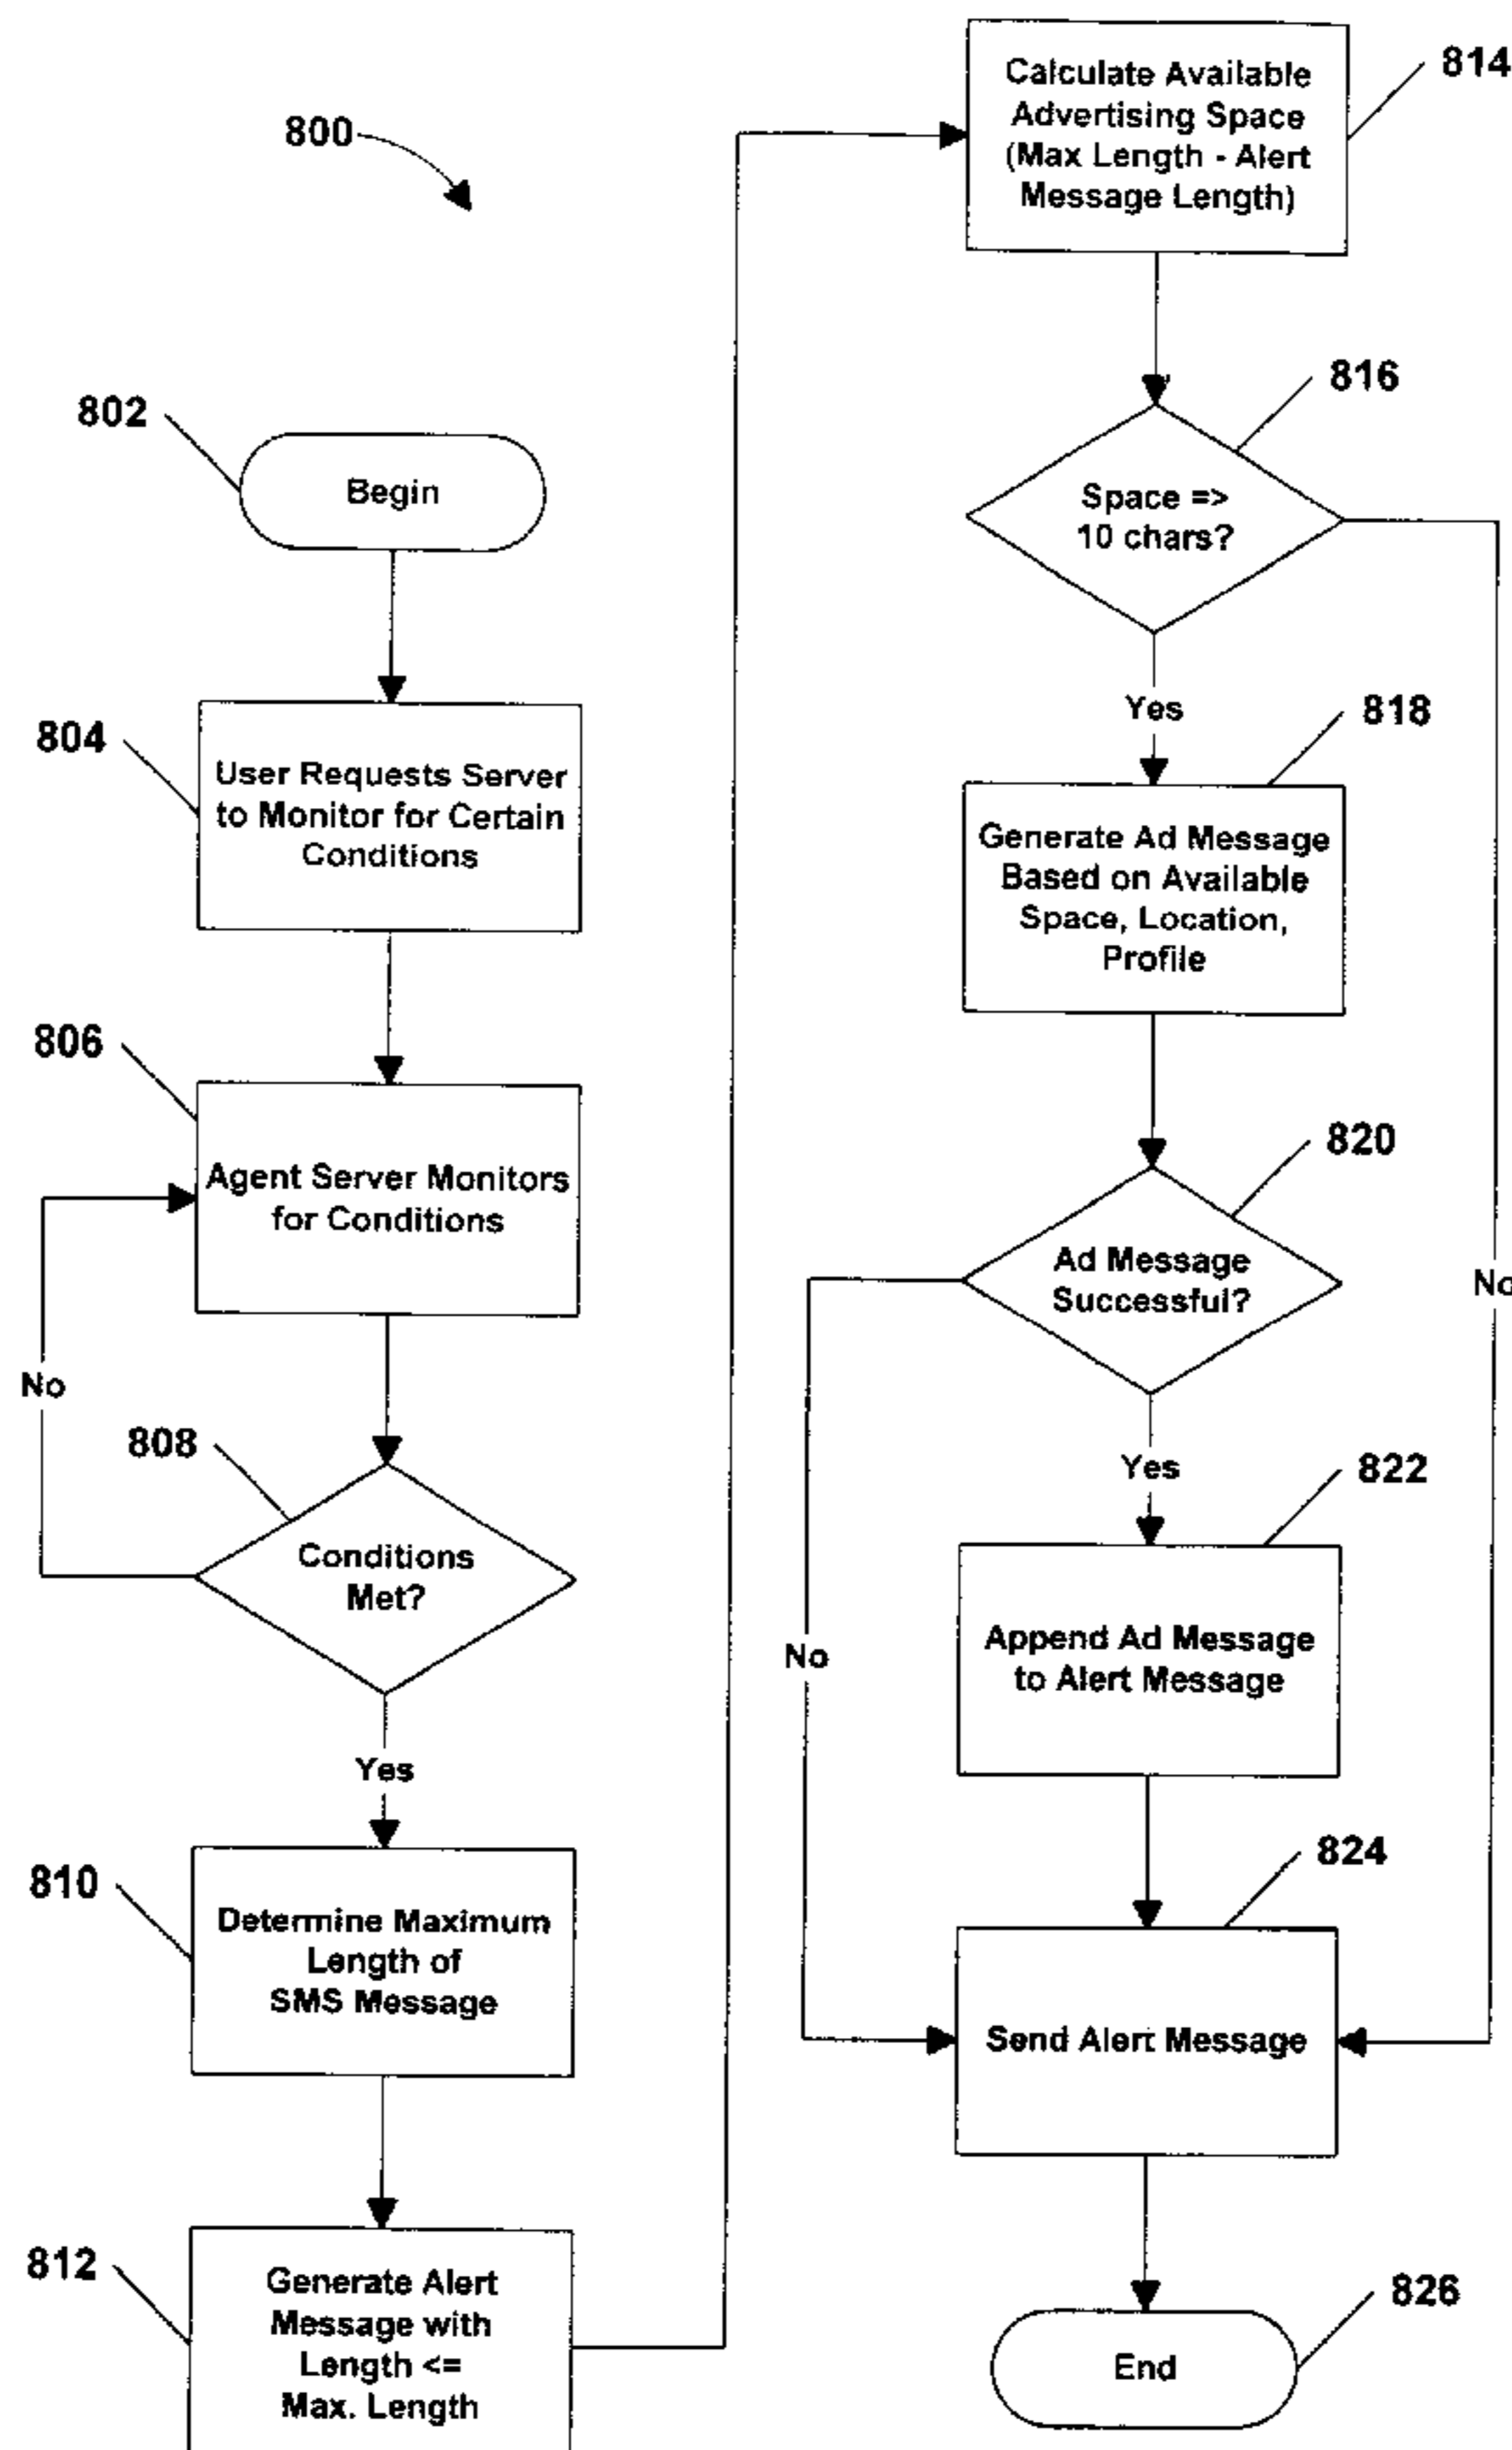 800
802
Begin
804
User Requests Server
to Monitor for Certain
Conditions
806
Agent Server Monitors
for Conditions
No
808
Conditions
Met?
Yes
810
Determine Maximum
Length of
SMS Message
812
Generate Alert
Message with
Length <=
Max. Length
814
Calculate Available
Advertising Space
(Max Length - Alert
Message Length)
816
Space =>
10 chars?
No
Yes
818
Generate Ad Message
Based on Available
Space, Location,
Profile
820
Ad Message
Successful?
No
Yes
822
Append Ad Message
to Alert Message
824
Send Alert Message
826
End